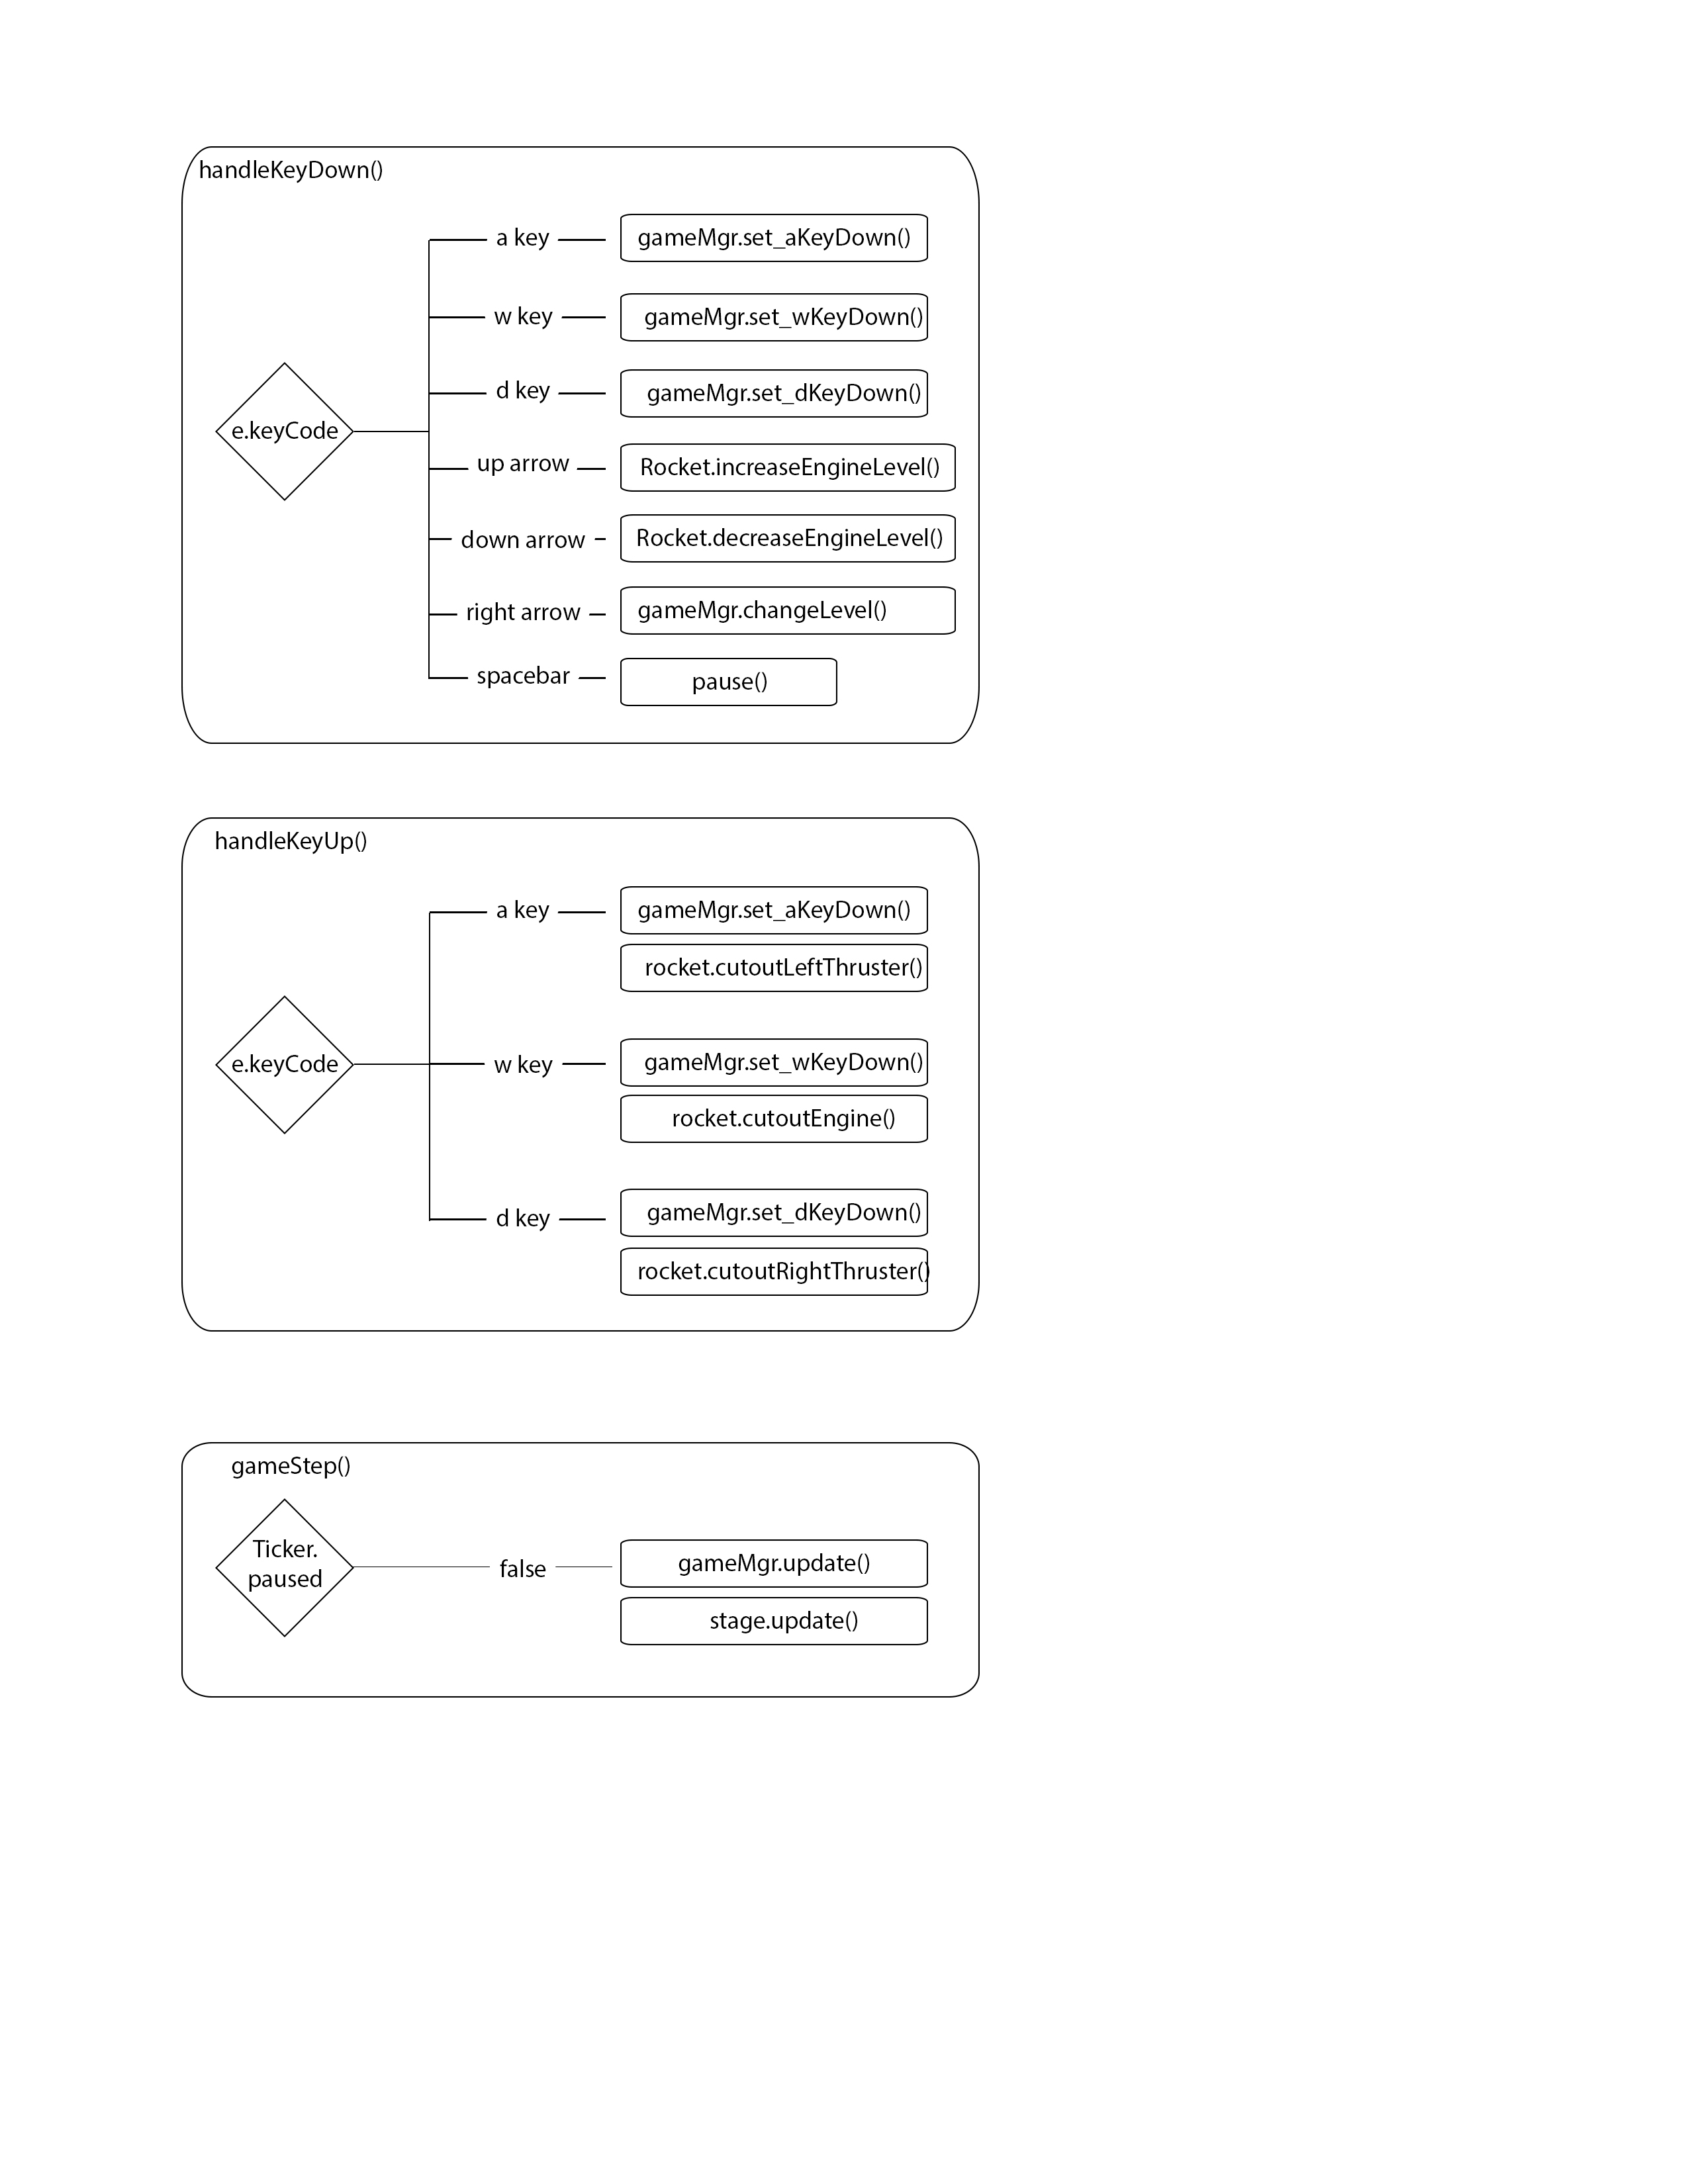 handleKeyDown()
a key
gameMgr.set_aKeyDown()
w key
gameMgr.set_wKeyDown()
d key
gameMgr.set_dKeyDown()
e.keyCode
up arrow
Rocket.increaseEngineLevel()
down arrow
Rocket.decreaseEngineLevel()
right arrow
gameMgr.changeLevel()
spacebar
pause()
handleKeyUp()
a key
gameMgr.set_aKeyDown()
rocket.cutoutLeftThruster()
e.keyCode
w key
gameMgr.set_wKeyDown()
rocket.cutoutEngine()
d key
gameMgr.set_dKeyDown()
rocket.cutoutRightThruster()
gameStep()
Ticker.
paused
false
gameMgr.update()
stage.update()